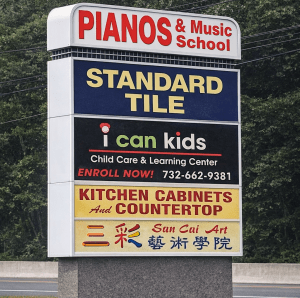 PIANOS & Music School
STANDARD
TILE
i can kids
Child Care & Learning Center
ENROLL NOW! 732-662-9381
KITCHEN CABINETS
And COUNTERTOP
三彩 Sun Cai Art
藝術學院